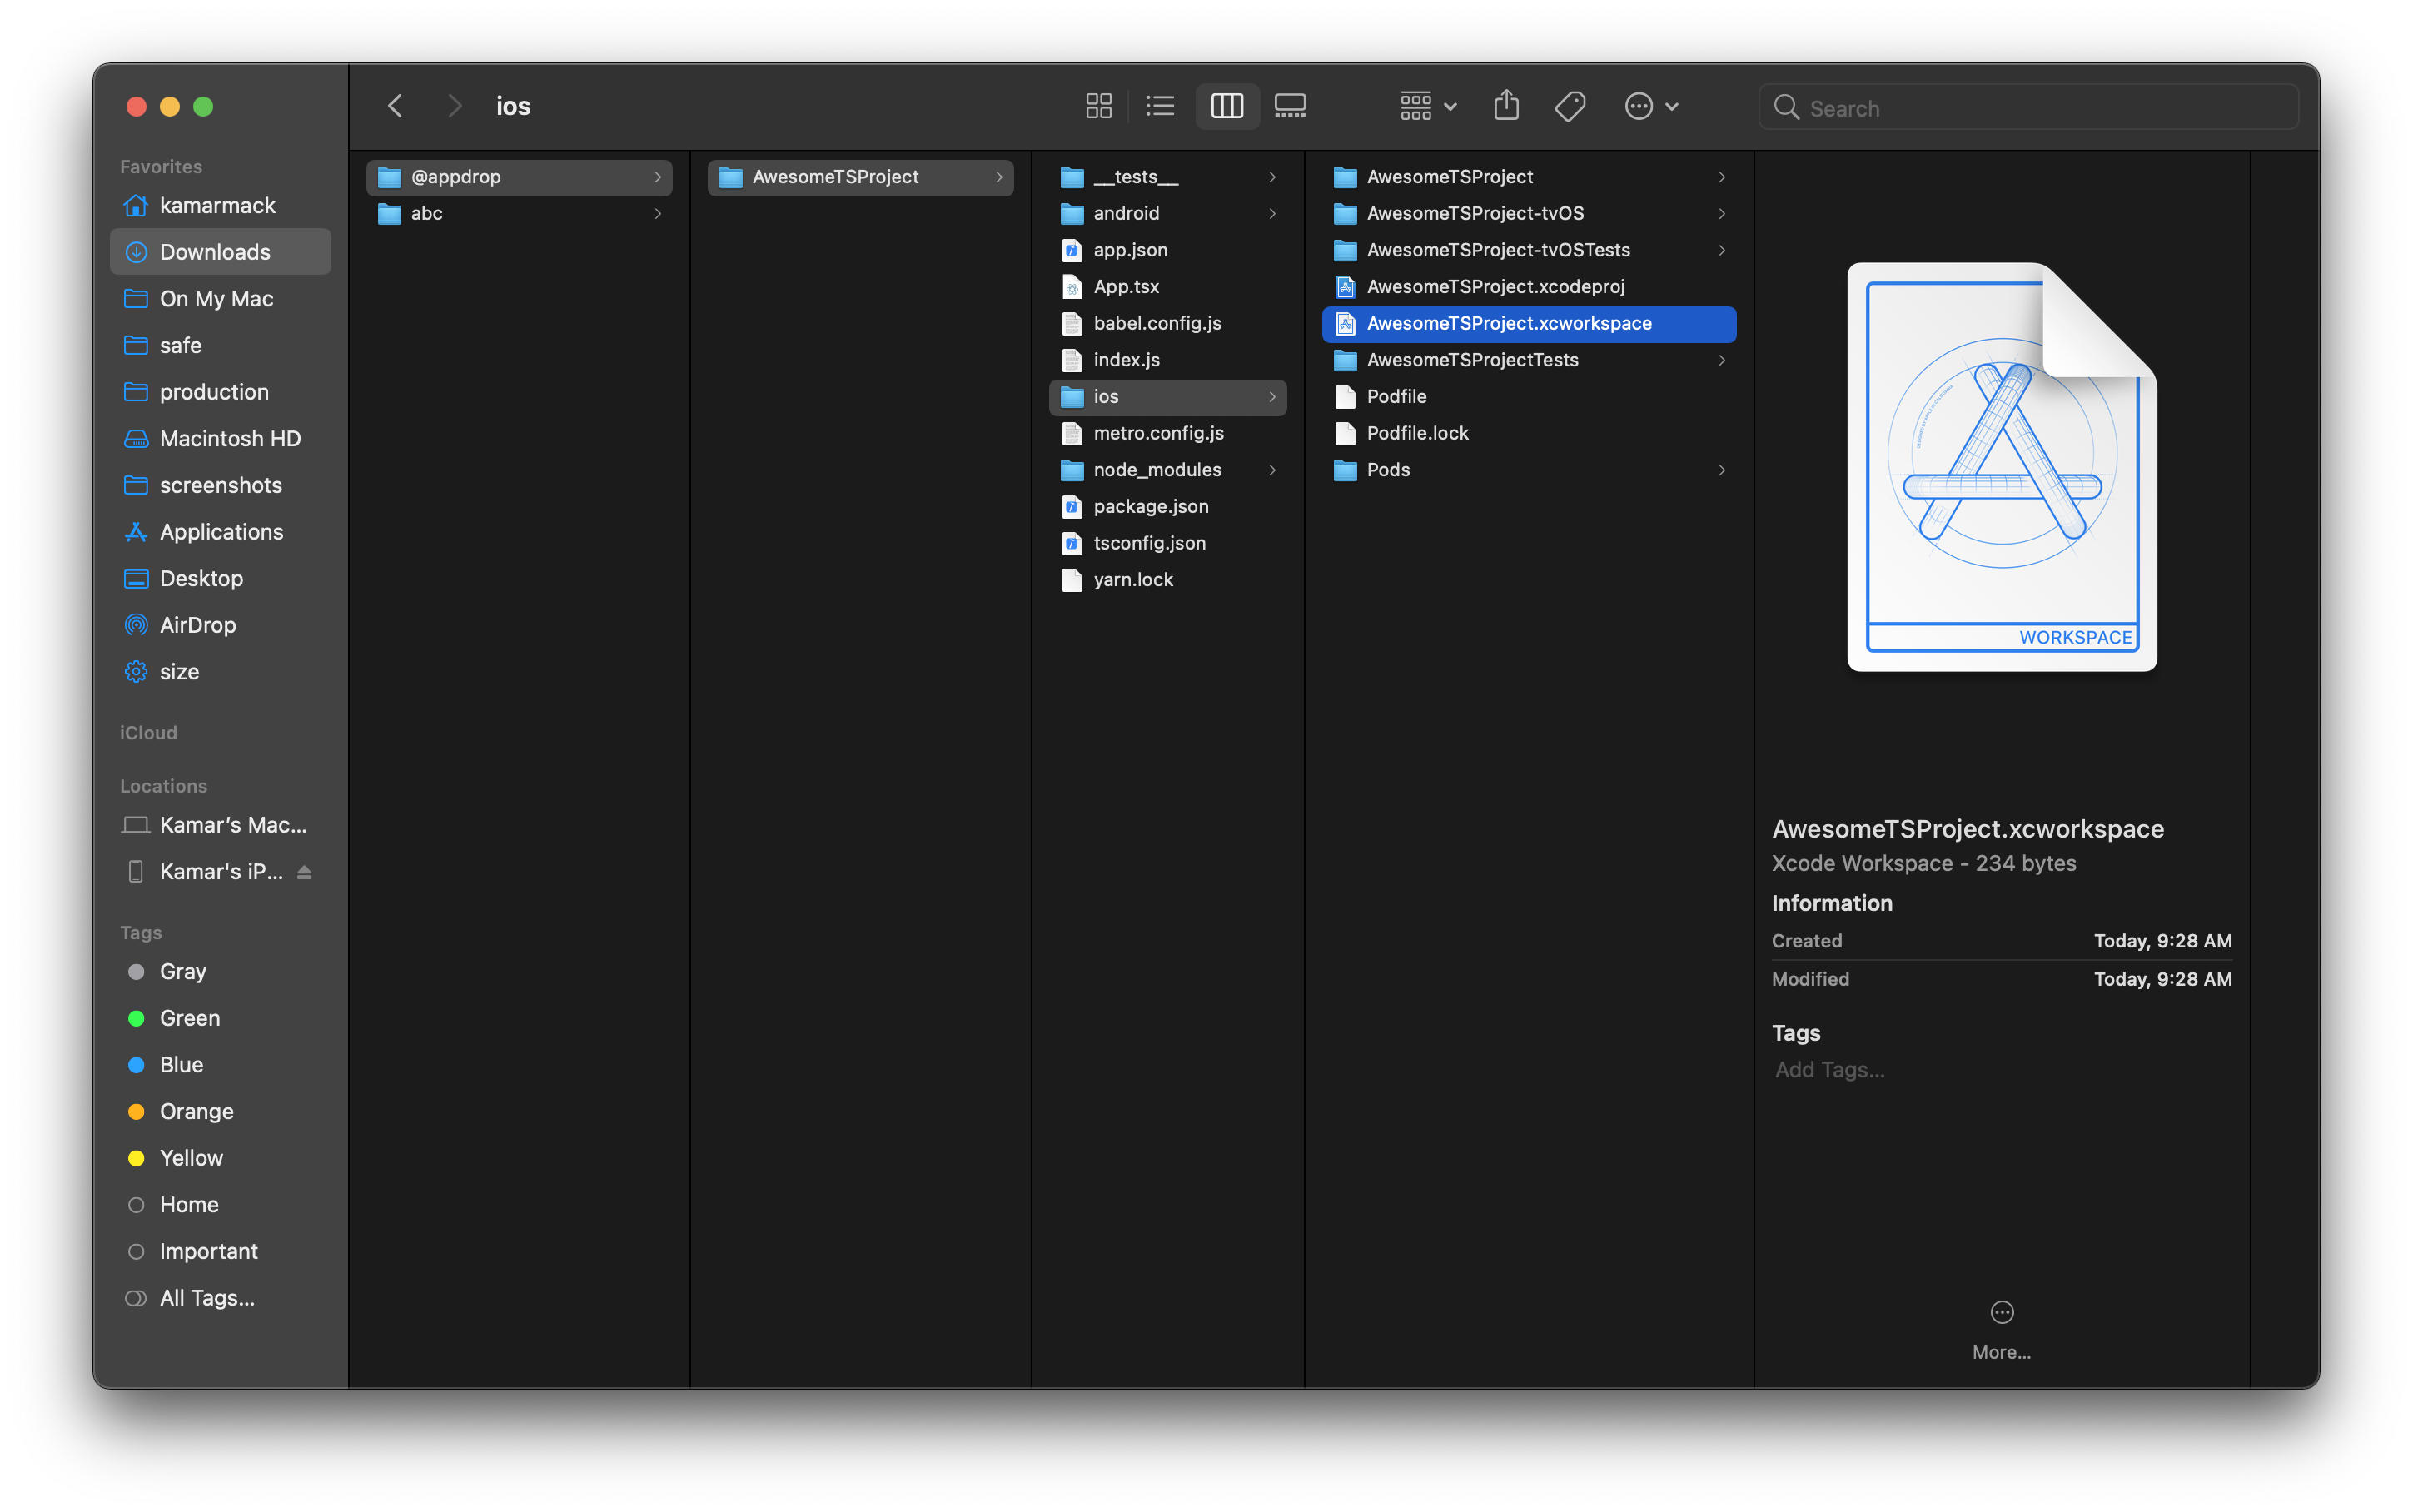 ios
Search
Favorites
kamarmack
Downloads
On My Mac
safe
production
Macintosh HD
screenshots
Applications
Desktop
AirDrop
size
iCloud
Locations
Kamar’s Mac...
Kamar's iP...
Tags
Gray
Green
Blue
Orange
Yellow
Home
Important
All Tags...
@appdrop
abc
AwesomeTSProject
__tests__
android
app.json
App.tsx
babel.config.js
index.js
ios
metro.config.js
node_modules
package.json
tsconfig.json
yarn.lock
AwesomeTSProject
AwesomeTSProject-tvOS
AwesomeTSProject-tvOSTests
AwesomeTSProject.xcodeproj
AwesomeTSProject.xcworkspace
AwesomeTSProjectTests
Podfile
Podfile.lock
Pods
WORKSPACE
AwesomeTSProject.xcworkspace
Xcode Workspace - 234 bytes
Information
Created Today, 9:28 AM
Modified Today, 9:28 AM
Tags
Add Tags...
More...